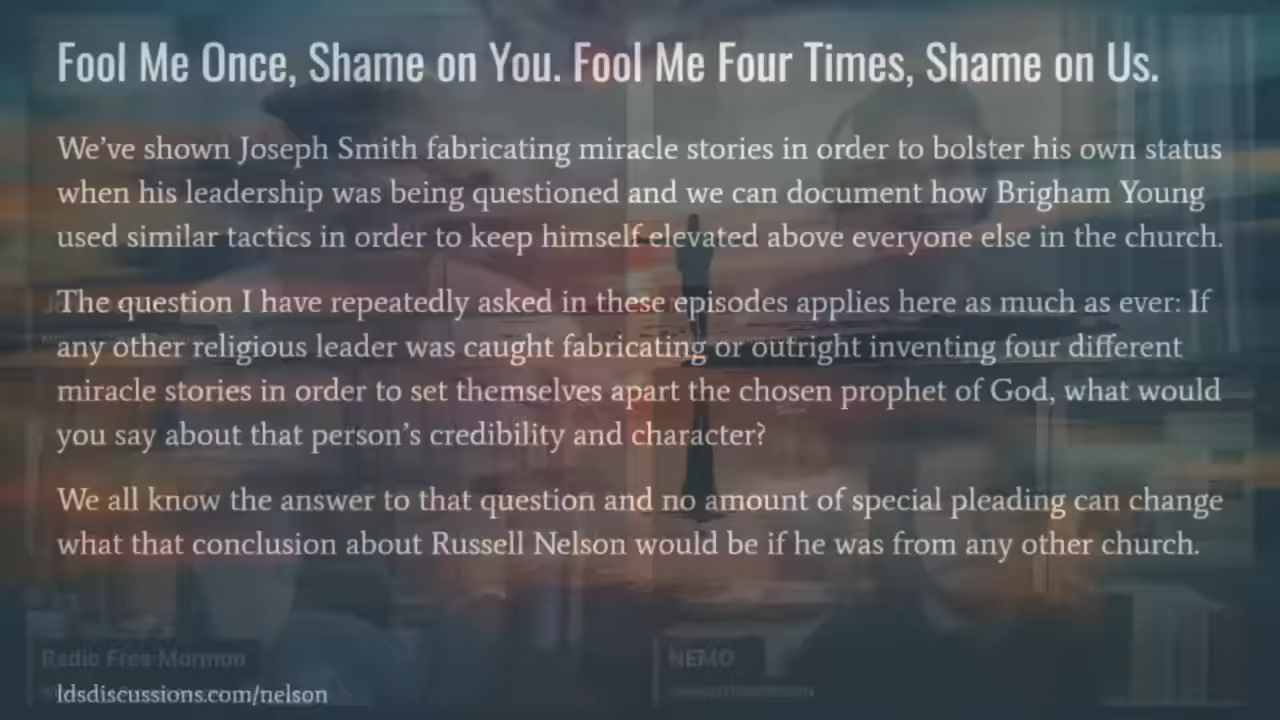 Fool Me Once, Shame on You. Fool Me Four Times, Shame on Us.
We've shown Joseph Smith fabricating miracle stories in order to bolster his own status
when his leadership was being questioned and we can document how Brigham Young
used similar tactics in order to keep himself elevated above everyone else in the church.
The question I have repeatedly asked in these episodes applies here as much as ever: If
any other religious leader was caught fabricating or outright inventing four different
miracle stories in order to set themselves apart the chosen prophet of God, what would
you say about that person's credibility and character?
We all know the answer to that question and no amount of special pleading can change
what that conclusion about Russell Nelson would be if he was from any other church.
Radio Free Mormon
NEMO
ldsdiscussions.com/nelson